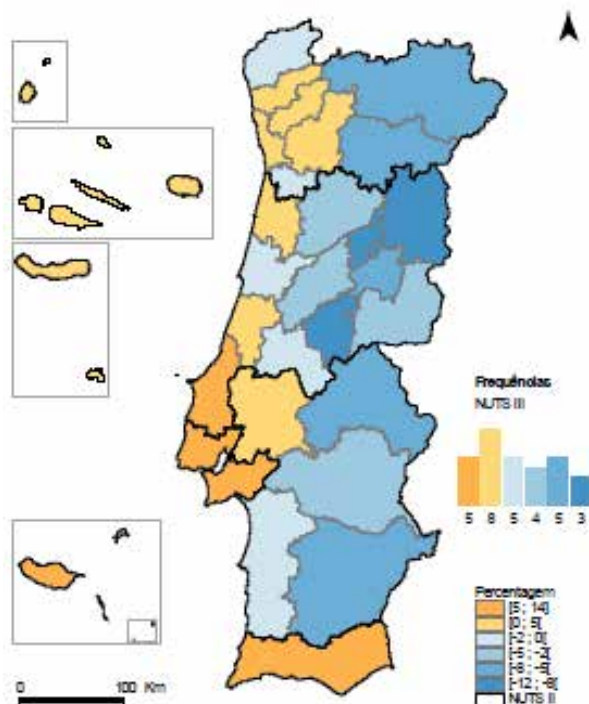 Frequências
NUTS III
5 8 5 4 5 3
Percentagem
[5 ; 14]
[0 ; 5[
[-2 ; 0[
[-5 ; -2[
[-8 ; -5[
[-12 ; -8[
NUTS II
0 100 Km